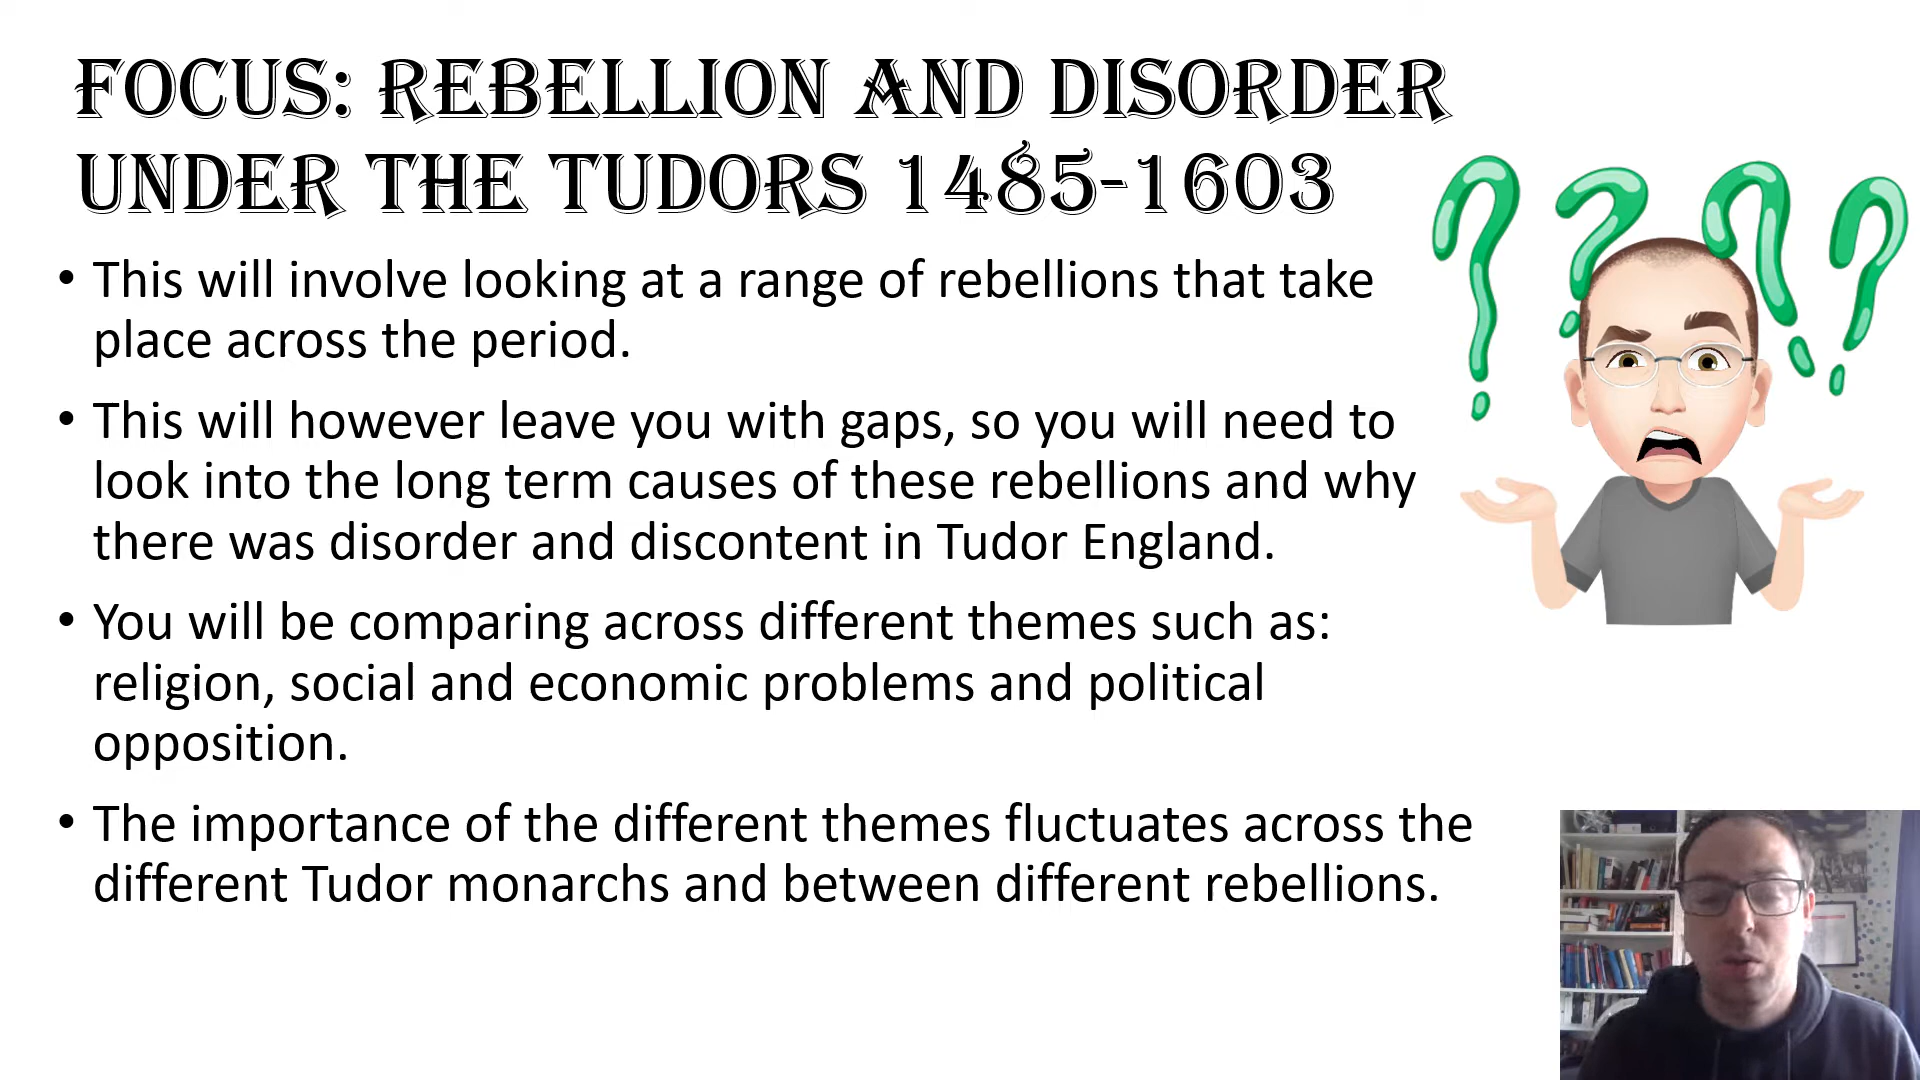 FOCUS: REBELLION AND DISORDER
UNDER THE TUDORS 1485-1603
• This will involve looking at a range of rebellions that take
place across the period.
• This will however leave you with gaps, so you will need to
look into the long term causes of these rebellions and why
there was disorder and discontent in Tudor England.
• You will be comparing across different themes such as:
religion, social and economic problems and political
opposition.
• The importance of the different themes fluctuates across the
different Tudor monarchs and between different rebellions.